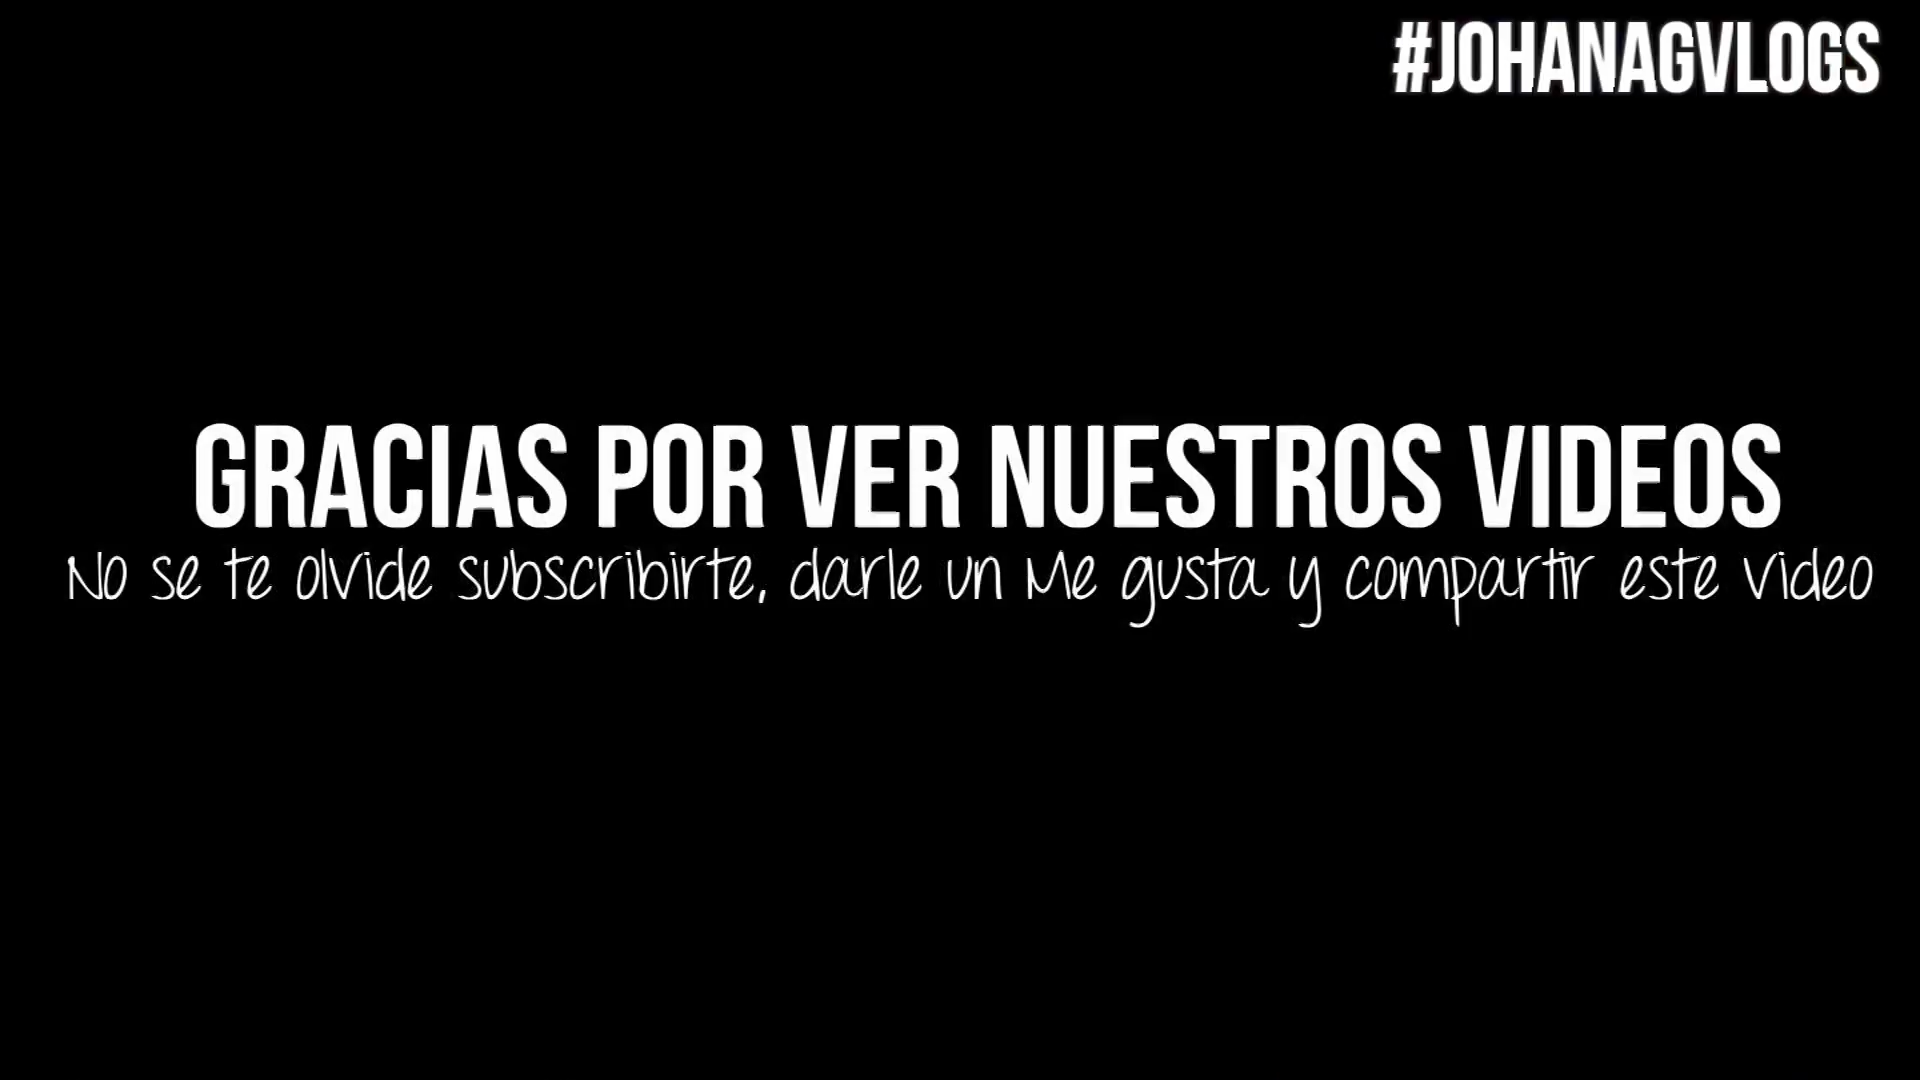 #JOHANAGVLOGS
GRACIAS POR VER NUESTROS VIDEOS
No se te olvide subscribirte, darle un Me gusta y compartir este video